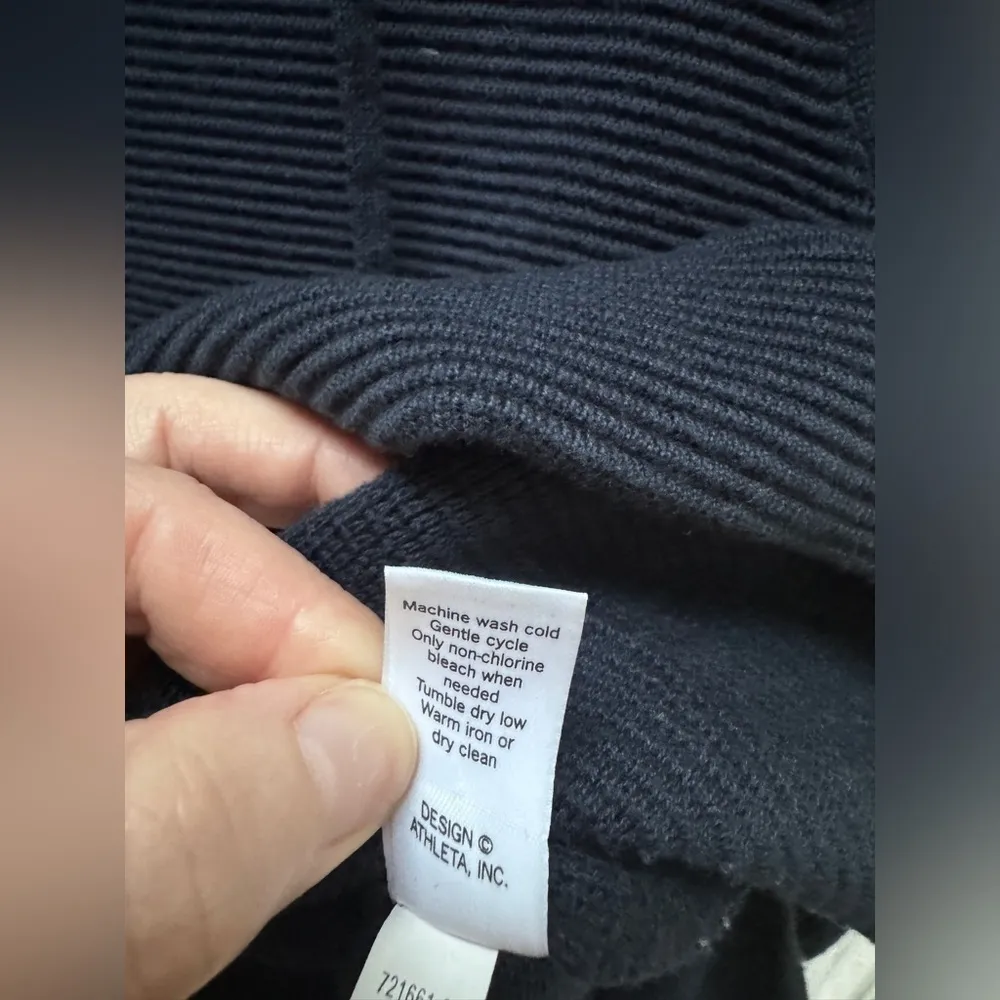 Machine wash cold
Gentle cycle
Only non-chlorine
bleach when
needed
Tumble dry low
Warm iron or
dry clean
DESIGN ©
ATHLETA, INC.
721661